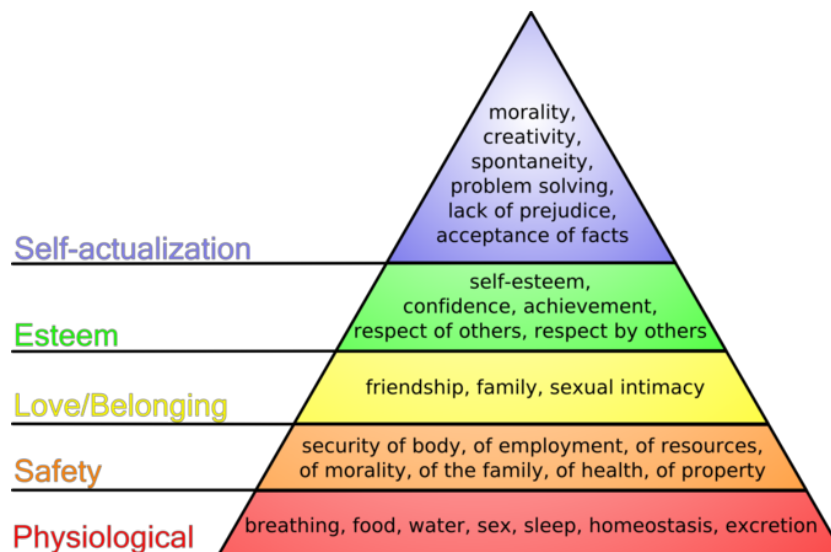 morality,
creativity,
spontaneity,
problem solving,
lack of prejudice,
acceptance of facts
Self-actualization
self-esteem,
confidence, achievement,
respect of others, respect by others
Esteem
friendship, family, sexual intimacy
Love/Belonging
security of body, of employment, of resources,
of morality, of the family, of health, of property
Safety
breathing, food, water, sex, sleep, homeostasis, excretion
Physiological